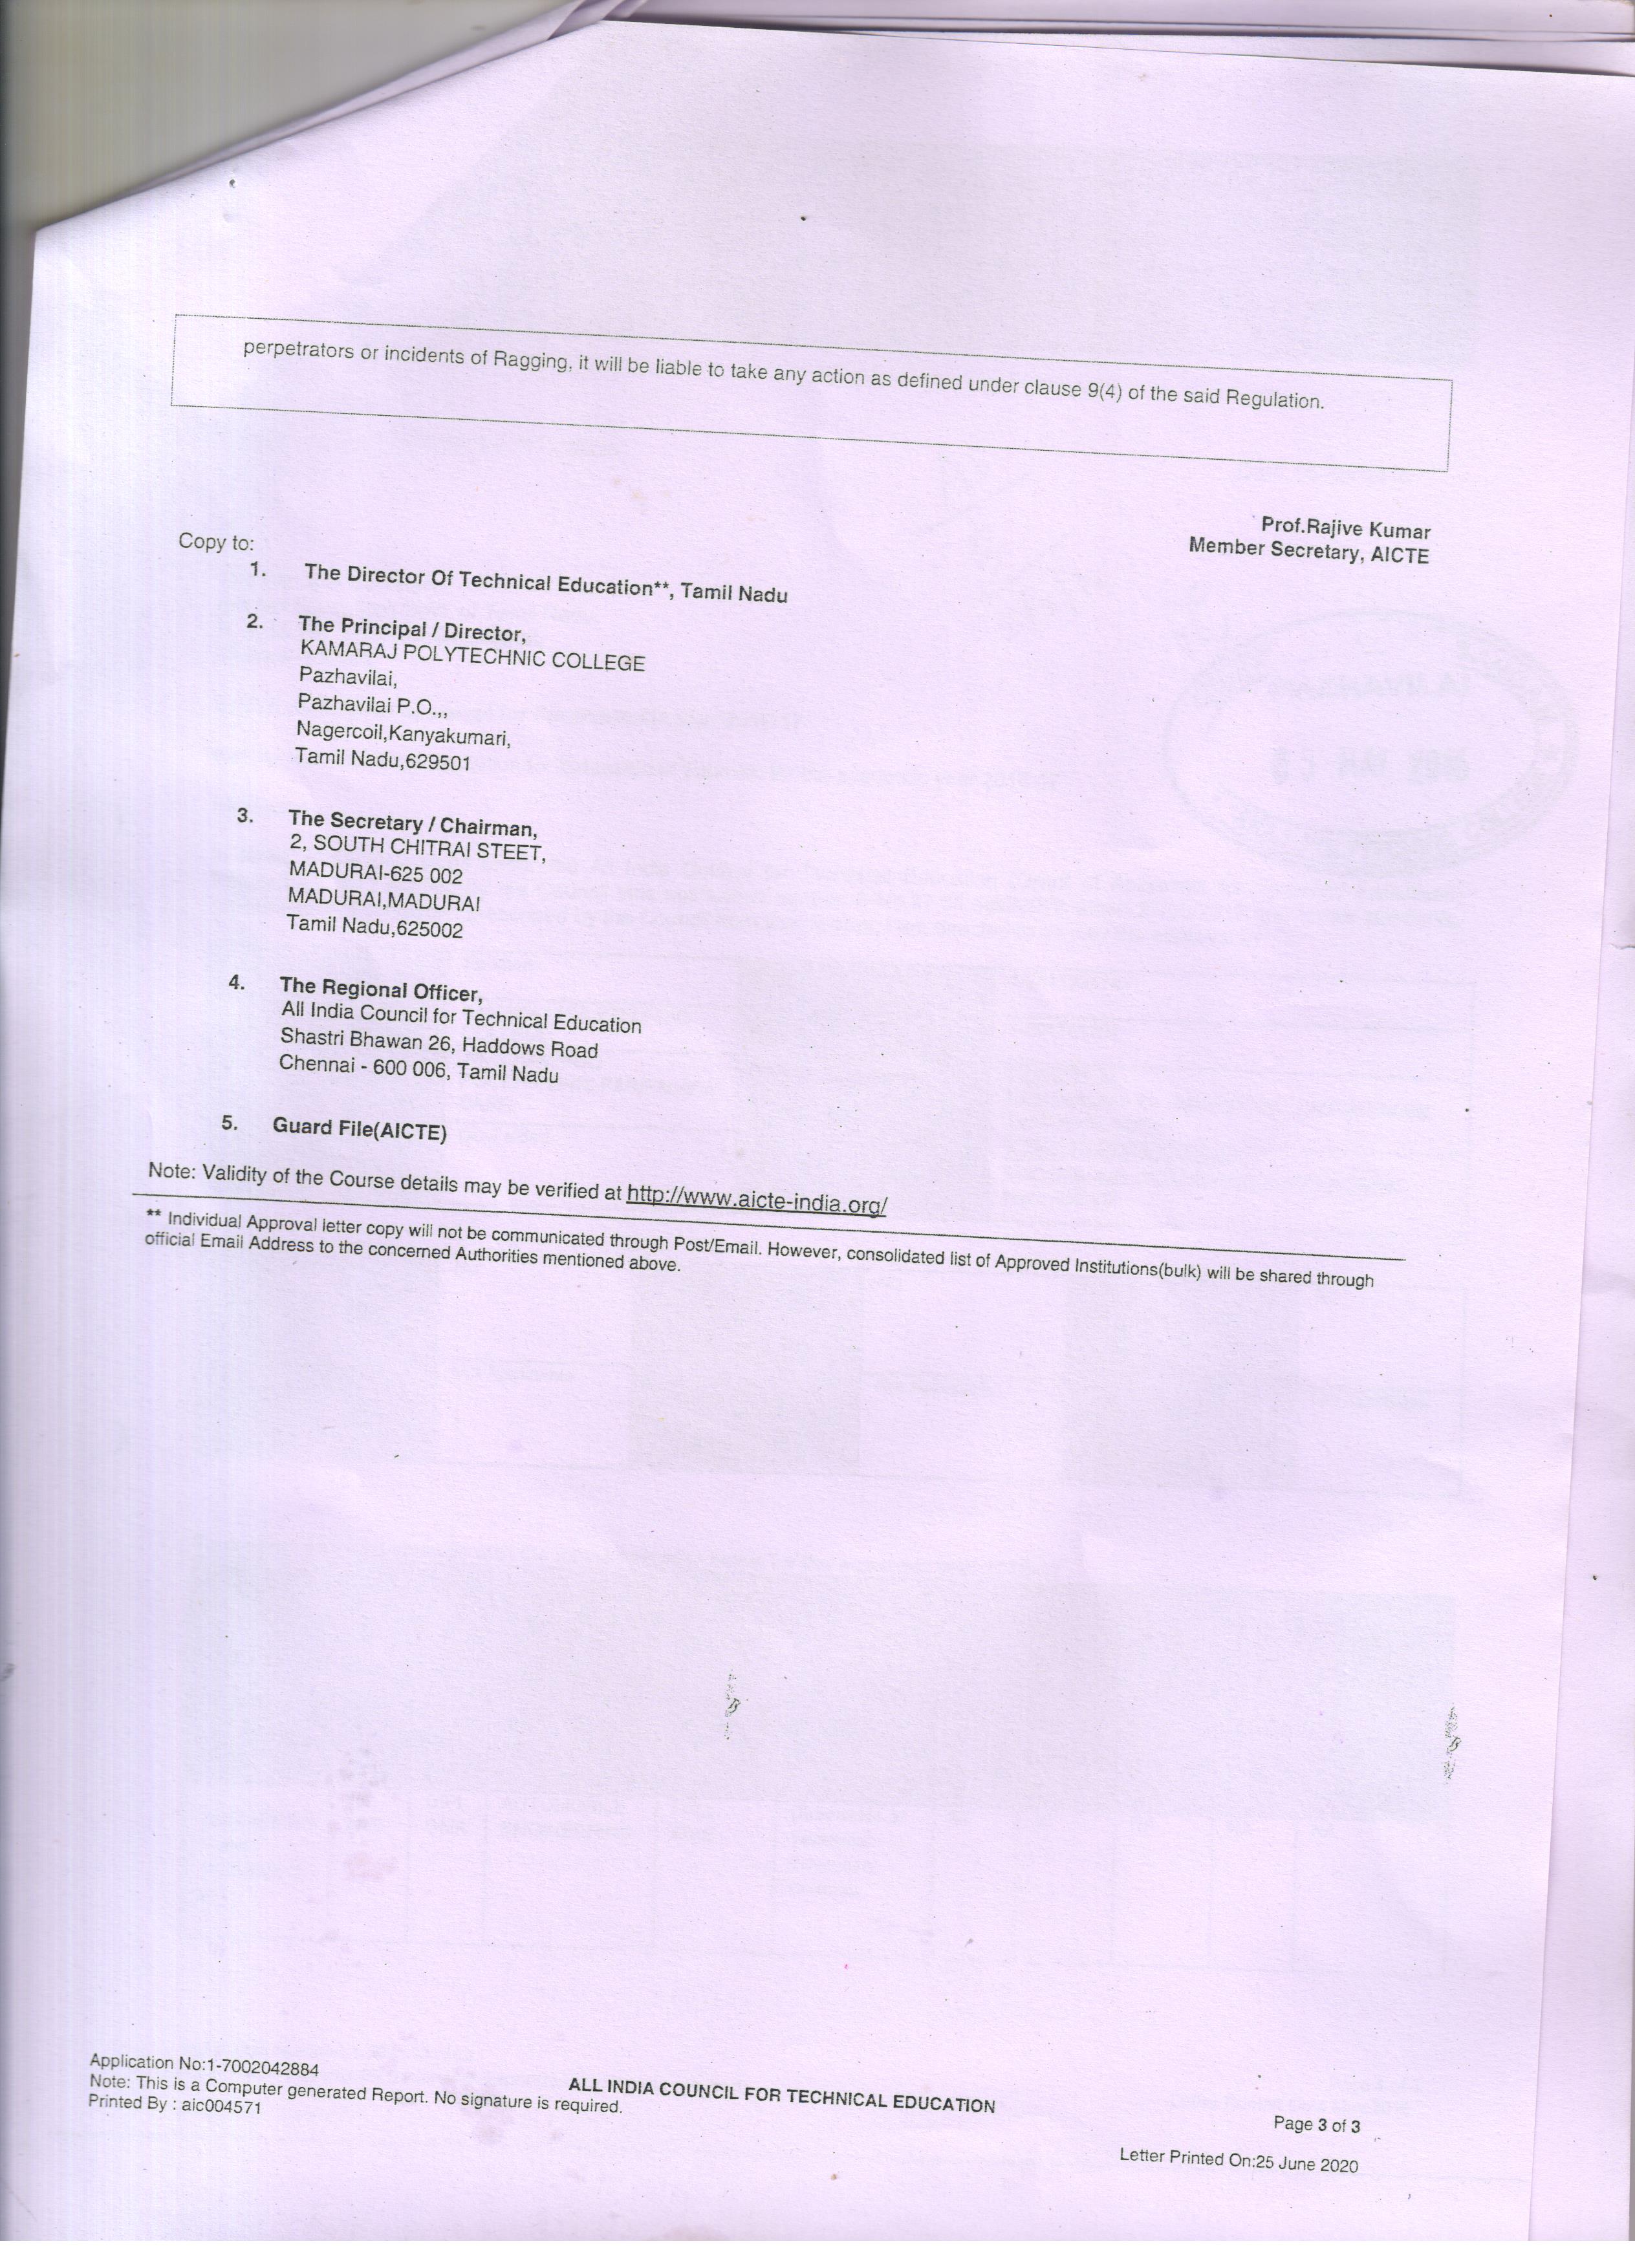 perpetrators or incidents of Ragging, it will be liable to take any action as defined under clause 9(4) of the said Regulation.
Prof.Rajive Kumar
Member Secretary, AICTE
Copy to:
1. The Director Of Technical Education**, Tamil Nadu
2. The Principal / Director,
KAMARAJ POLYTECHNIC COLLEGE
Pazhavilai,
Pazhavilai P.O.,,
Nagercoil,Kanyakumari,
Tamil Nadu,629501
3. The Secretary / Chairman,
2, SOUTH CHITRAI STEET,
MADURAI-625 002
MADURAI,MADURAI
Tamil Nadu,625002
4. The Regional Officer,
All India Council for Technical Education
Shastri Bhawan 26, Haddows Road
Chennai - 600 006, Tamil Nadu
5. Guard File(AICTE)
Note: Validity of the Course details may be verified at http://www.aicte-india.org/
** Individual Approval letter copy will not be communicated through Post/Email. However, consolidated list of Approved Institutions(bulk) will be shared through
official Email Address to the concerned Authorities mentioned above.
Application No:1-7002042884
ALL INDIA COUNCIL FOR TECHNICAL EDUCATION
Note: This is a Computer generated Report. No signature is required.
Page 3 of 3
Printed By : aic004571
Letter Printed On:25 June 2020